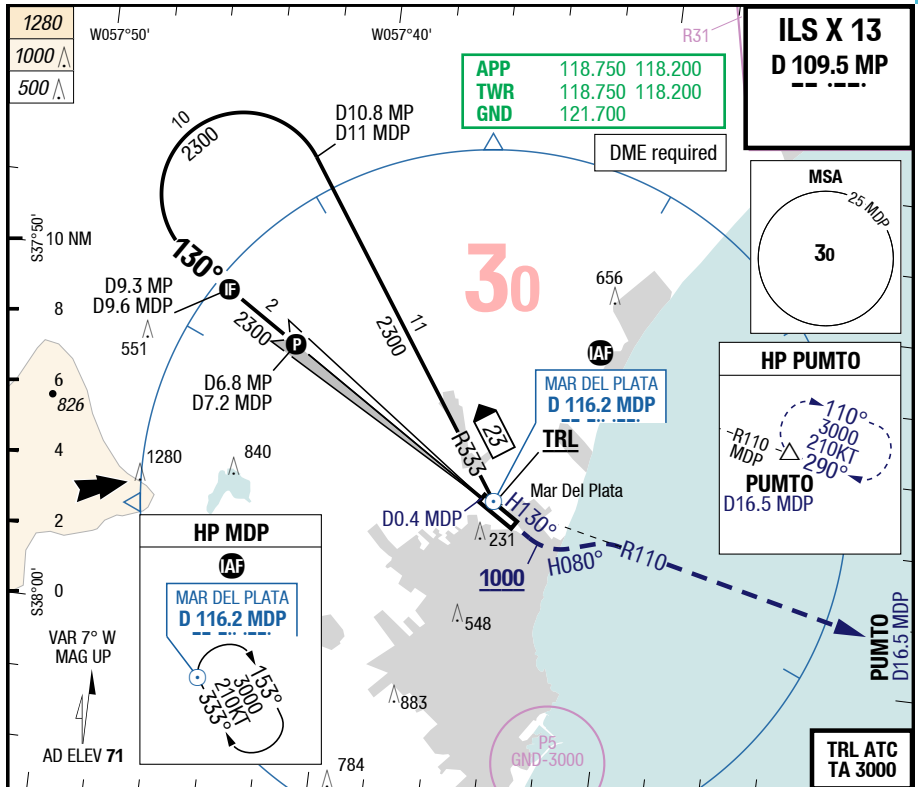 1280
1000
500
W057°50'
W057°40'
R31
ILS X 13
D 109.5 MP
APP 118.750 118.200
TWR 118.750 118.200
GND 121.700
DME required
MSA
25 MDP
30
10
2300
D10.8 MP
D11 MDP
S37°50'
10 NM
8
6
4
2
0
S38°00'
130°
IF
D9.3 MP
D9.6 MDP
2
2300
P
D6.8 MP
D7.2 MDP
11
2300
30
656
551
826
1280
840
IAF
MAR DEL PLATA
D 116.2 MDP
TRL
23
R333
Mar Del Plata
D0.4 MDP
H130°
231
1000
H080°
R110
PUMTO
D16.5 MDP
548
883
784
P5
GND-3000
HP PUMTO
110°
3000
210KT
290°
R110
MDP
PUMTO
D16.5 MDP
HP MDP
IAF
MAR DEL PLATA
D 116.2 MDP
153°
3000
210KT
333°
VAR 7° W
MAG UP
AD ELEV 71
TRL ATC
TA 3000